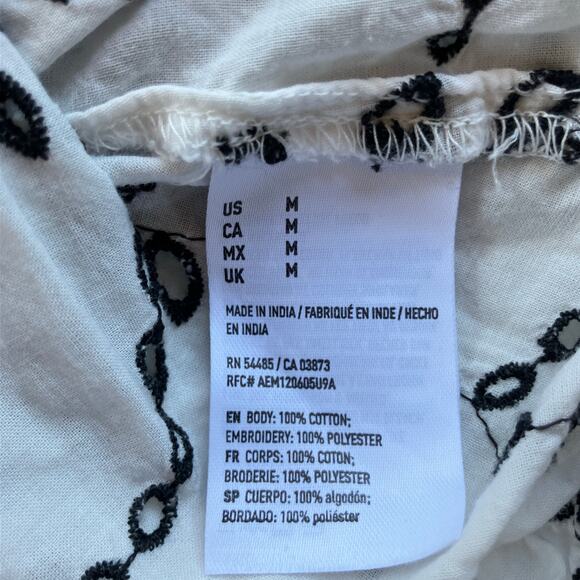 US M
CA M
MX M
UK M
MADE IN INDIA / FABRIQUÉ EN INDE / HECHO
EN INDIA
RN 54485 / CA 03873
RFC# AEM120605U9A
EN BODY: 100% COTTON;
EMBROIDERY: 100% POLYESTER
FR CORPS: 100% COTON;
BRODERIE: 100% POLYESTER
SP CUERPO: 100% algodón;
BORDADO: 100% poliéster